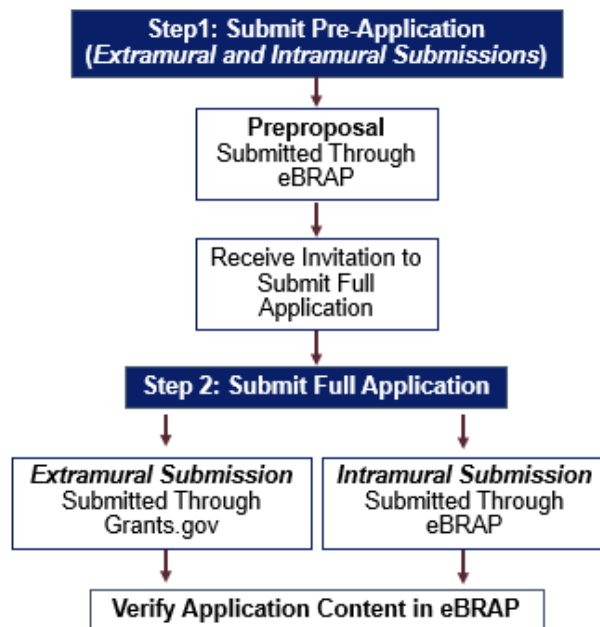 Step1: Submit Pre-Application
(Extramural and Intramural Submissions)
Preproposal
Submitted Through
eBRAP
Receive Invitation to
Submit Full
Application
Step 2: Submit Full Application
Extramural Submission
Submitted Through
Grants.gov
Intramural Submission
Submitted Through
eBRAP
Verify Application Content in eBRAP